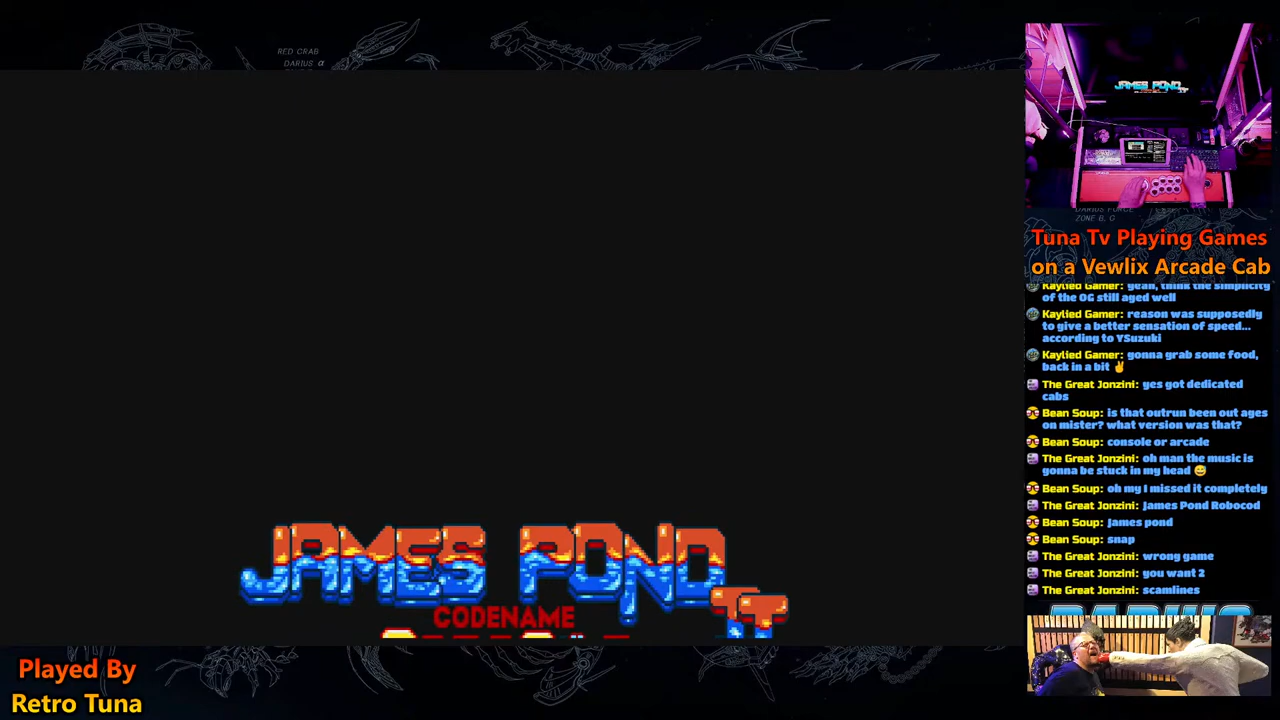 RED CRAB
DARIUS α
JAMES POND
II
CODENAME
Played By
Retro Tuna
JAMES POND
ZONE B, C
Tuna Tv Playing Games
on a Vewlix Arcade Cab
Kaylied Gamer: yeah, think the simplicity
of the OG still aged well
Kaylied Gamer: reason was supposedly
to give a better sensation of speed...
according to YSuzuki
Kaylied Gamer: gonna grab some food,
back in a bit ✌
The Great Jonzini: yes got dedicated
cabs
Bean Soup: is that outrun been out ages
on mister? what version was that?
Bean Soup: console or arcade
The Great Jonzini: oh man the music is
gonna be stuck in my head 😅
Bean Soup: oh my I missed it completely
The Great Jonzini: James Pond Robocod
Bean Soup: James pond
Bean Soup: snap
The Great Jonzini: wrong game
The Great Jonzini: you want 2
The Great Jonzini: scamlines